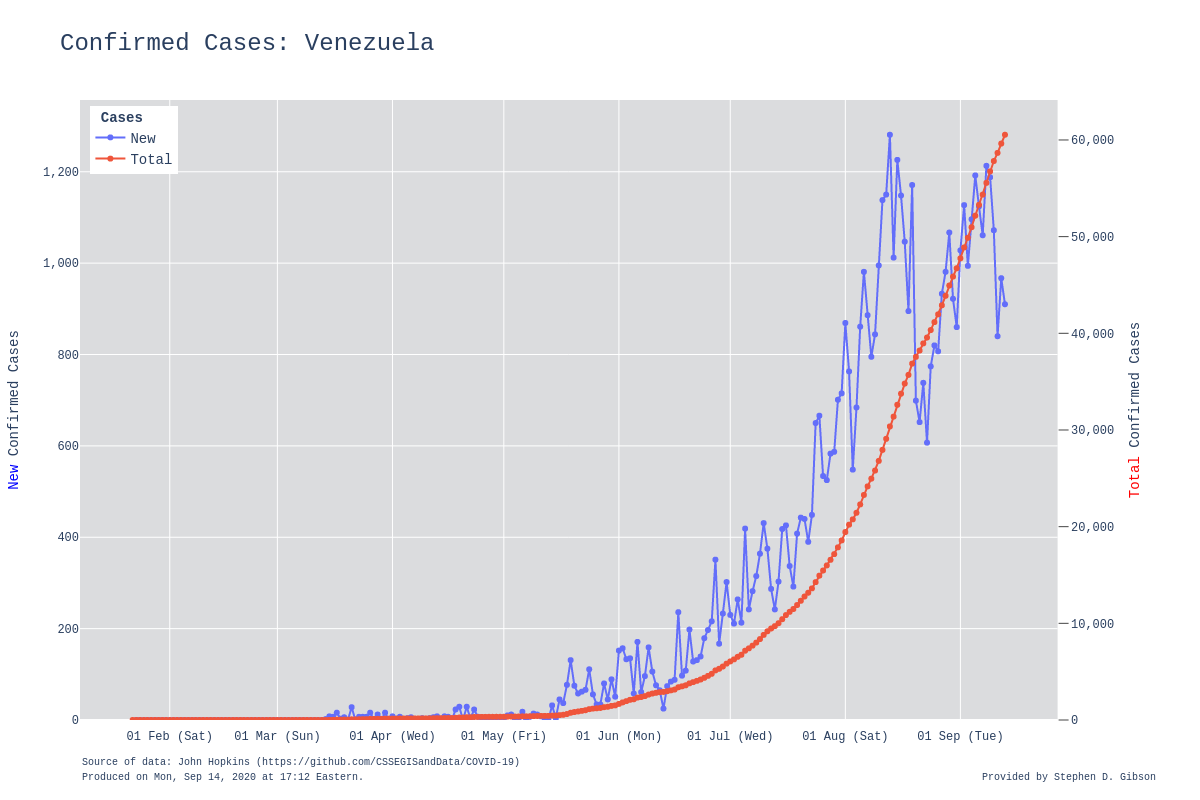 Confirmed Cases: Venezuela
Cases
New
Total
1,200
1,000
800
600
400
200
0
60,000
50,000
40,000
30,000
20,000
10,000
0
New Confirmed Cases
Total Confirmed Cases
01 Feb (Sat)
01 Mar (Sun)
01 Apr (Wed)
01 May (Fri)
01 Jun (Mon)
01 Jul (Wed)
01 Aug (Sat)
01 Sep (Tue)
Source of data: John Hopkins (https://github.com/CSSEGISandData/COVID-19)
Produced on Mon, Sep 14, 2020 at 17:12 Eastern.
Provided by Stephen D. Gibson